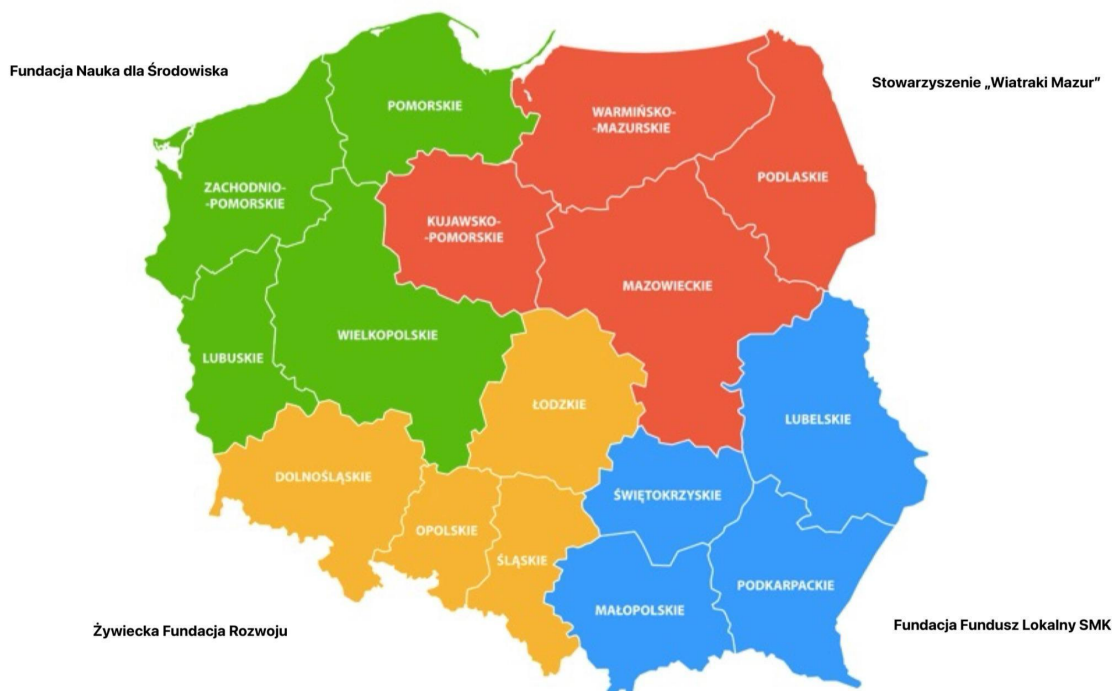 Fundacja Nauka dla Środowiska
Stowarzyszenie „Wiatraki Mazur”
POMORSKIE
WARMIŃSKO-
-MAZURSKIE
ZACHODNIO-
-POMORSKIE
PODLASKIE
KUJAWSKO-
-POMORSKIE
MAZOWIECKIE
WIELKOPOLSKIE
LUBUSKIE
ŁODZKIE
LUBELSKIE
DOLNOŚLĄSKIE
ŚWIĘTOKRZYSKIE
OPOLSKIE
ŚLĄSKIE
PODKARPACKIE
MAŁOPOLSKIE
Żywiecka Fundacja Rozwoju
Fundacja Fundusz Lokalny SMK